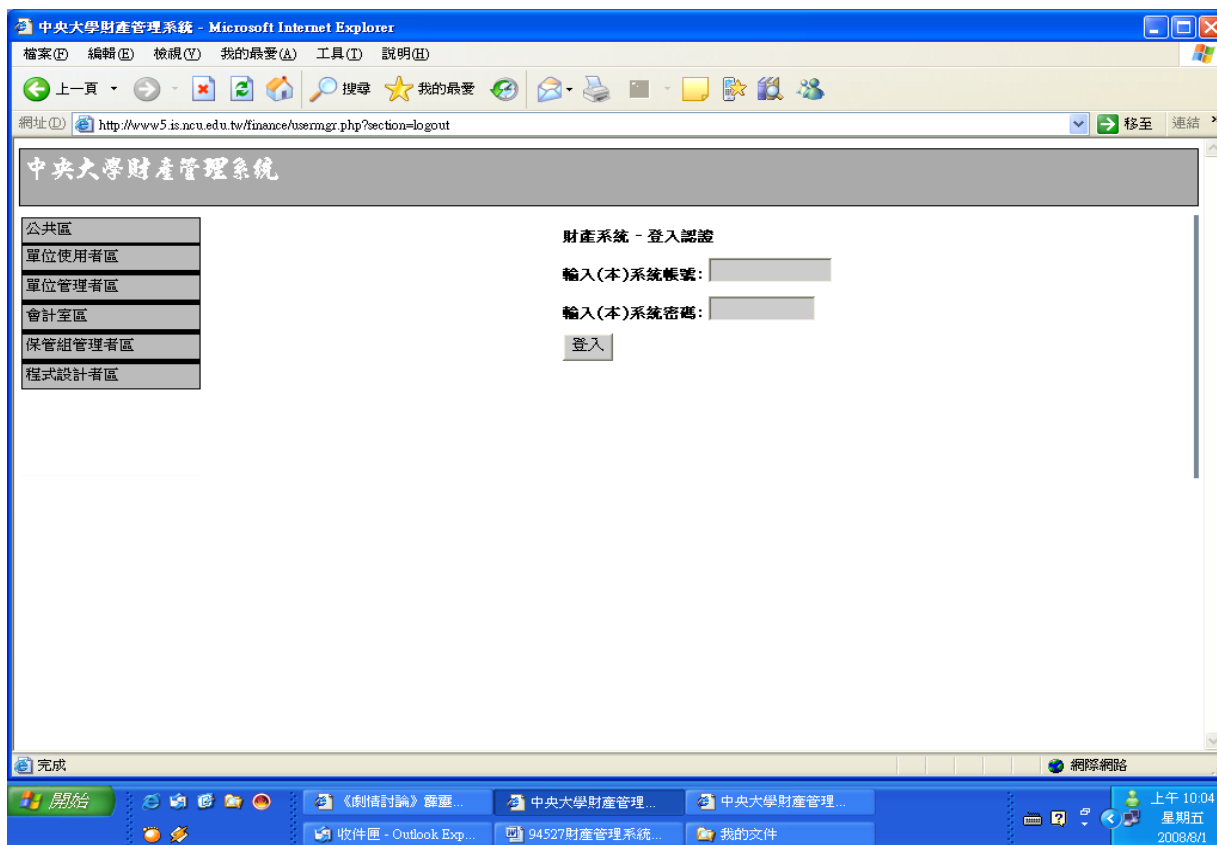 中央大學財產管理系統 - Microsoft Internet Explorer
檔案(F) 編輯(E) 檢視(V) 我的最愛(A) 工具(T) 說明(H)
上一頁 搜尋 我的最愛
網址(D) http://www5.is.ncu.edu.tw/finance/usermgr.php?section=logout 移至 連結 »
中央大學財產管理系統
公共區
單位使用者區
單位管理者區
會計室區
保管組管理者區
程式設計者區
財產系統 - 登入認證
輸入(本)系統帳號:
輸入(本)系統密碼:
登入
完成 網際網路
開始 《劇情討論》霹靂... 中央大學財產管理... 中央大學財產管理... 上午 10:04
收件匣 - Outlook Exp... 94527財產管理系統... 我的文件 星期五
2008/8/1